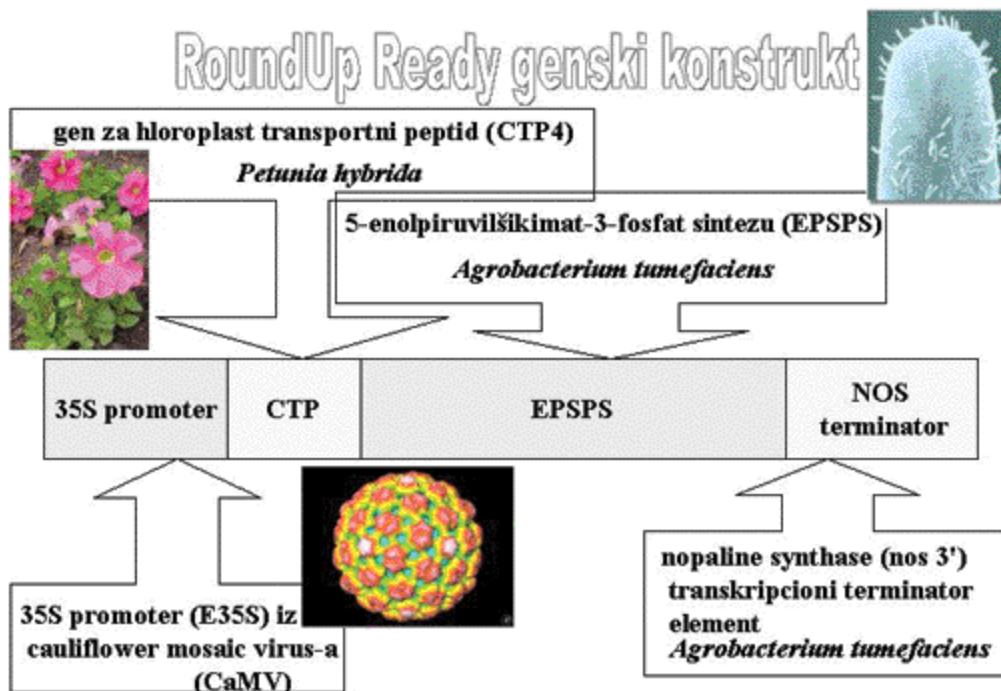 RoundUp Ready genski konstrukt
gen za hloroplast transportni peptid (CTP4)
Petunia hybrida
5-enolpiruvilšikimat-3-fosfat sintezu (EPSPS)
Agrobacterium tumefaciens
35S promoter
CTP
EPSPS
NOS
terminator
35S promoter (E35S) iz
cauliflower mosaic virus-a
(CaMV)
nopaline synthase (nos 3')
transkripcioni terminator
element
Agrobacterium tumefaciens